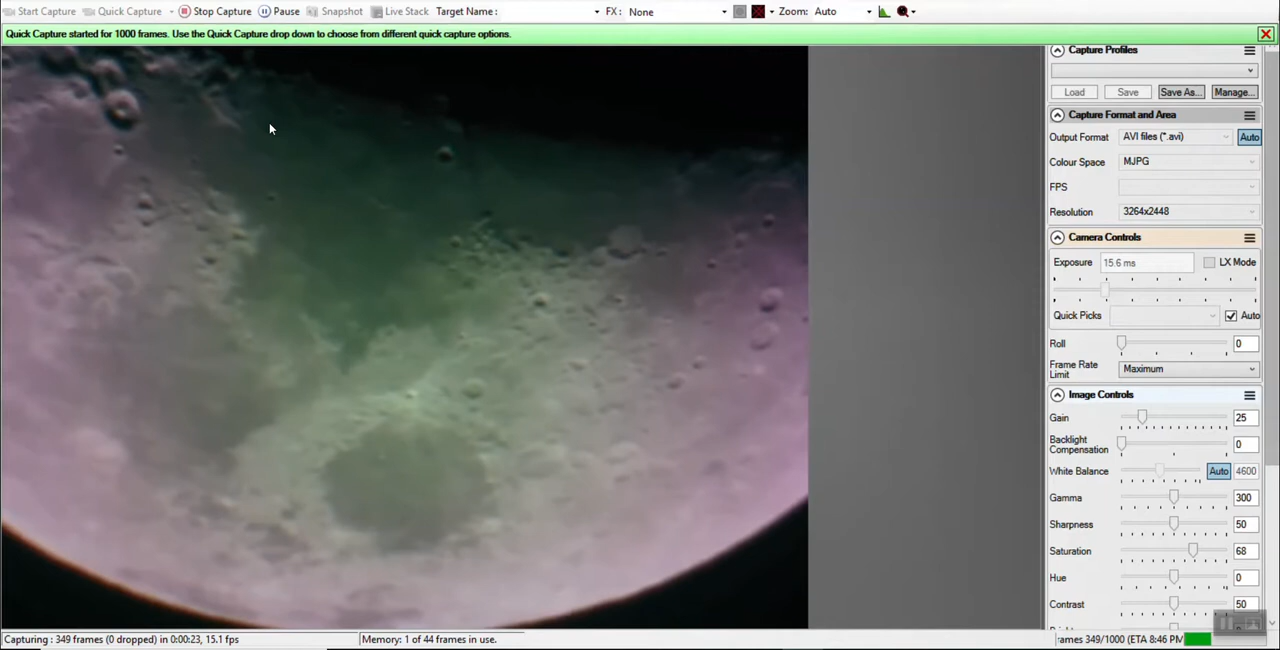 Start Capture Quick Capture Stop Capture Pause Snapshot Live Stack Target Name : FX : None Zoom: Auto
Quick Capture started for 1000 frames. Use the Quick Capture drop down to choose from different quick capture options.
Capture Profiles
Load Save Save As... Manage...
Capture Format and Area
Output Format AVI files (*.avi) Auto
Colour Space MJPG
FPS
Resolution 3264x2448
Camera Controls
Exposure 15.6 ms LX Mode
Quick Picks Auto
Roll 0
Frame Rate Limit Maximum
Image Controls
Gain 25
Backlight Compensation 0
White Balance Auto 4600
Gamma 300
Sharpness 50
Saturation 68
Hue 0
Contrast 50
Capturing : 349 frames (0 dropped) in 0:00:23, 15.1 fps Memory: 1 of 44 frames in use. rames 349/1000 (ETA 8:46 PM